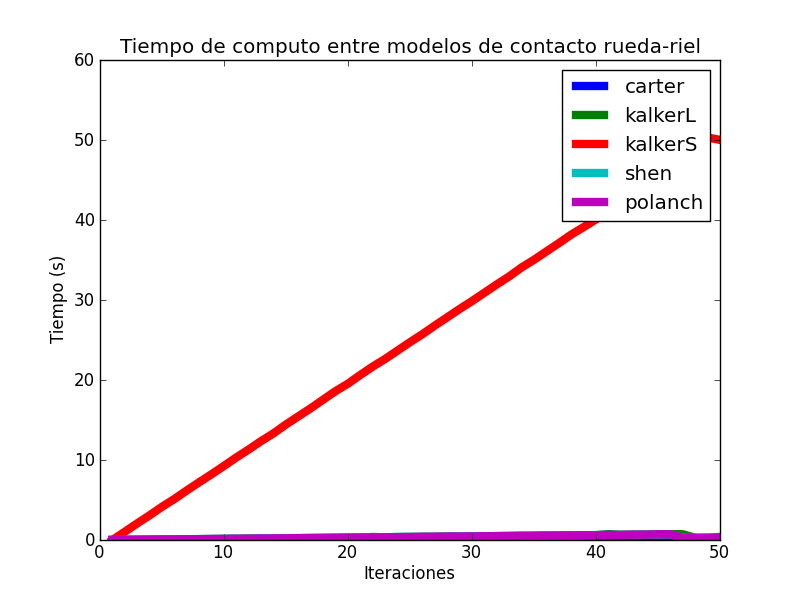 Tiempo de computo entre modelos de contacto rueda-riel
60
50
40
30
20
10
0
Tiempo (s)
carter
kalkerL
kalkerS
shen
polanch
0 10 20 30 40 50
Iteraciones